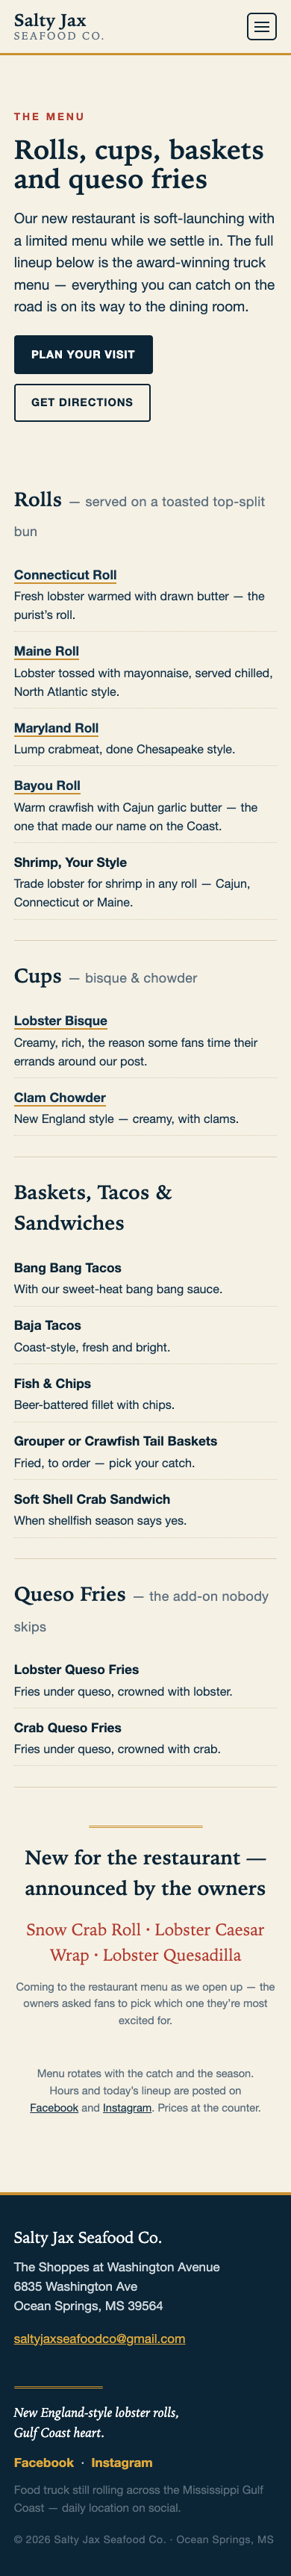 Salty Jax
SEAFOOD CO.
THE MENU
Rolls, cups, baskets
and queso fries
Our new restaurant is soft-launching with
a limited menu while we settle in. The full
lineup below is the award-winning truck
menu — everything you can catch on the
road is on its way to the dining room.
PLAN YOUR VISIT
GET DIRECTIONS
Rolls — served on a toasted top-split
bun
Connecticut Roll
Fresh lobster warmed with drawn butter — the
purist's roll.
Maine Roll
Lobster tossed with mayonnaise, served chilled,
North Atlantic style.
Maryland Roll
Lump crabmeat, done Chesapeake style.
Bayou Roll
Warm crawfish with Cajun garlic butter — the
one that made our name on the Coast.
Shrimp, Your Style
Trade lobster for shrimp in any roll — Cajun,
Connecticut or Maine.
Cups — bisque & chowder
Lobster Bisque
Creamy, rich, the reason some fans time their
errands around our post.
Clam Chowder
New England style — creamy, with clams.
Baskets, Tacos &
Sandwiches
Bang Bang Tacos
With our sweet-heat bang bang sauce.
Baja Tacos
Coast-style, fresh and bright.
Fish & Chips
Beer-battered fillet with chips.
Grouper or Crawfish Tail Baskets
Fried, to order — pick your catch.
Soft Shell Crab Sandwich
When shellfish season says yes.
Queso Fries — the add-on nobody
skips
Lobster Queso Fries
Fries under queso, crowned with lobster.
Crab Queso Fries
Fries under queso, crowned with crab.
New for the restaurant —
announced by the owners
Snow Crab Roll · Lobster Caesar
Wrap · Lobster Quesadilla
Coming to the restaurant menu as we open up — the
owners asked fans to pick which one they're most
excited for.
Menu rotates with the catch and the season.
Hours and today's lineup are posted on
Facebook and Instagram. Prices at the counter.
Salty Jax Seafood Co.
The Shoppes at Washington Avenue
6835 Washington Ave
Ocean Springs, MS 39564
saltyjaxseafoodco@gmail.com
New England-style lobster rolls,
Gulf Coast heart.
Facebook · Instagram
Food truck still rolling across the Mississippi Gulf
Coast — daily location on social.
© 2026 Salty Jax Seafood Co. · Ocean Springs, MS